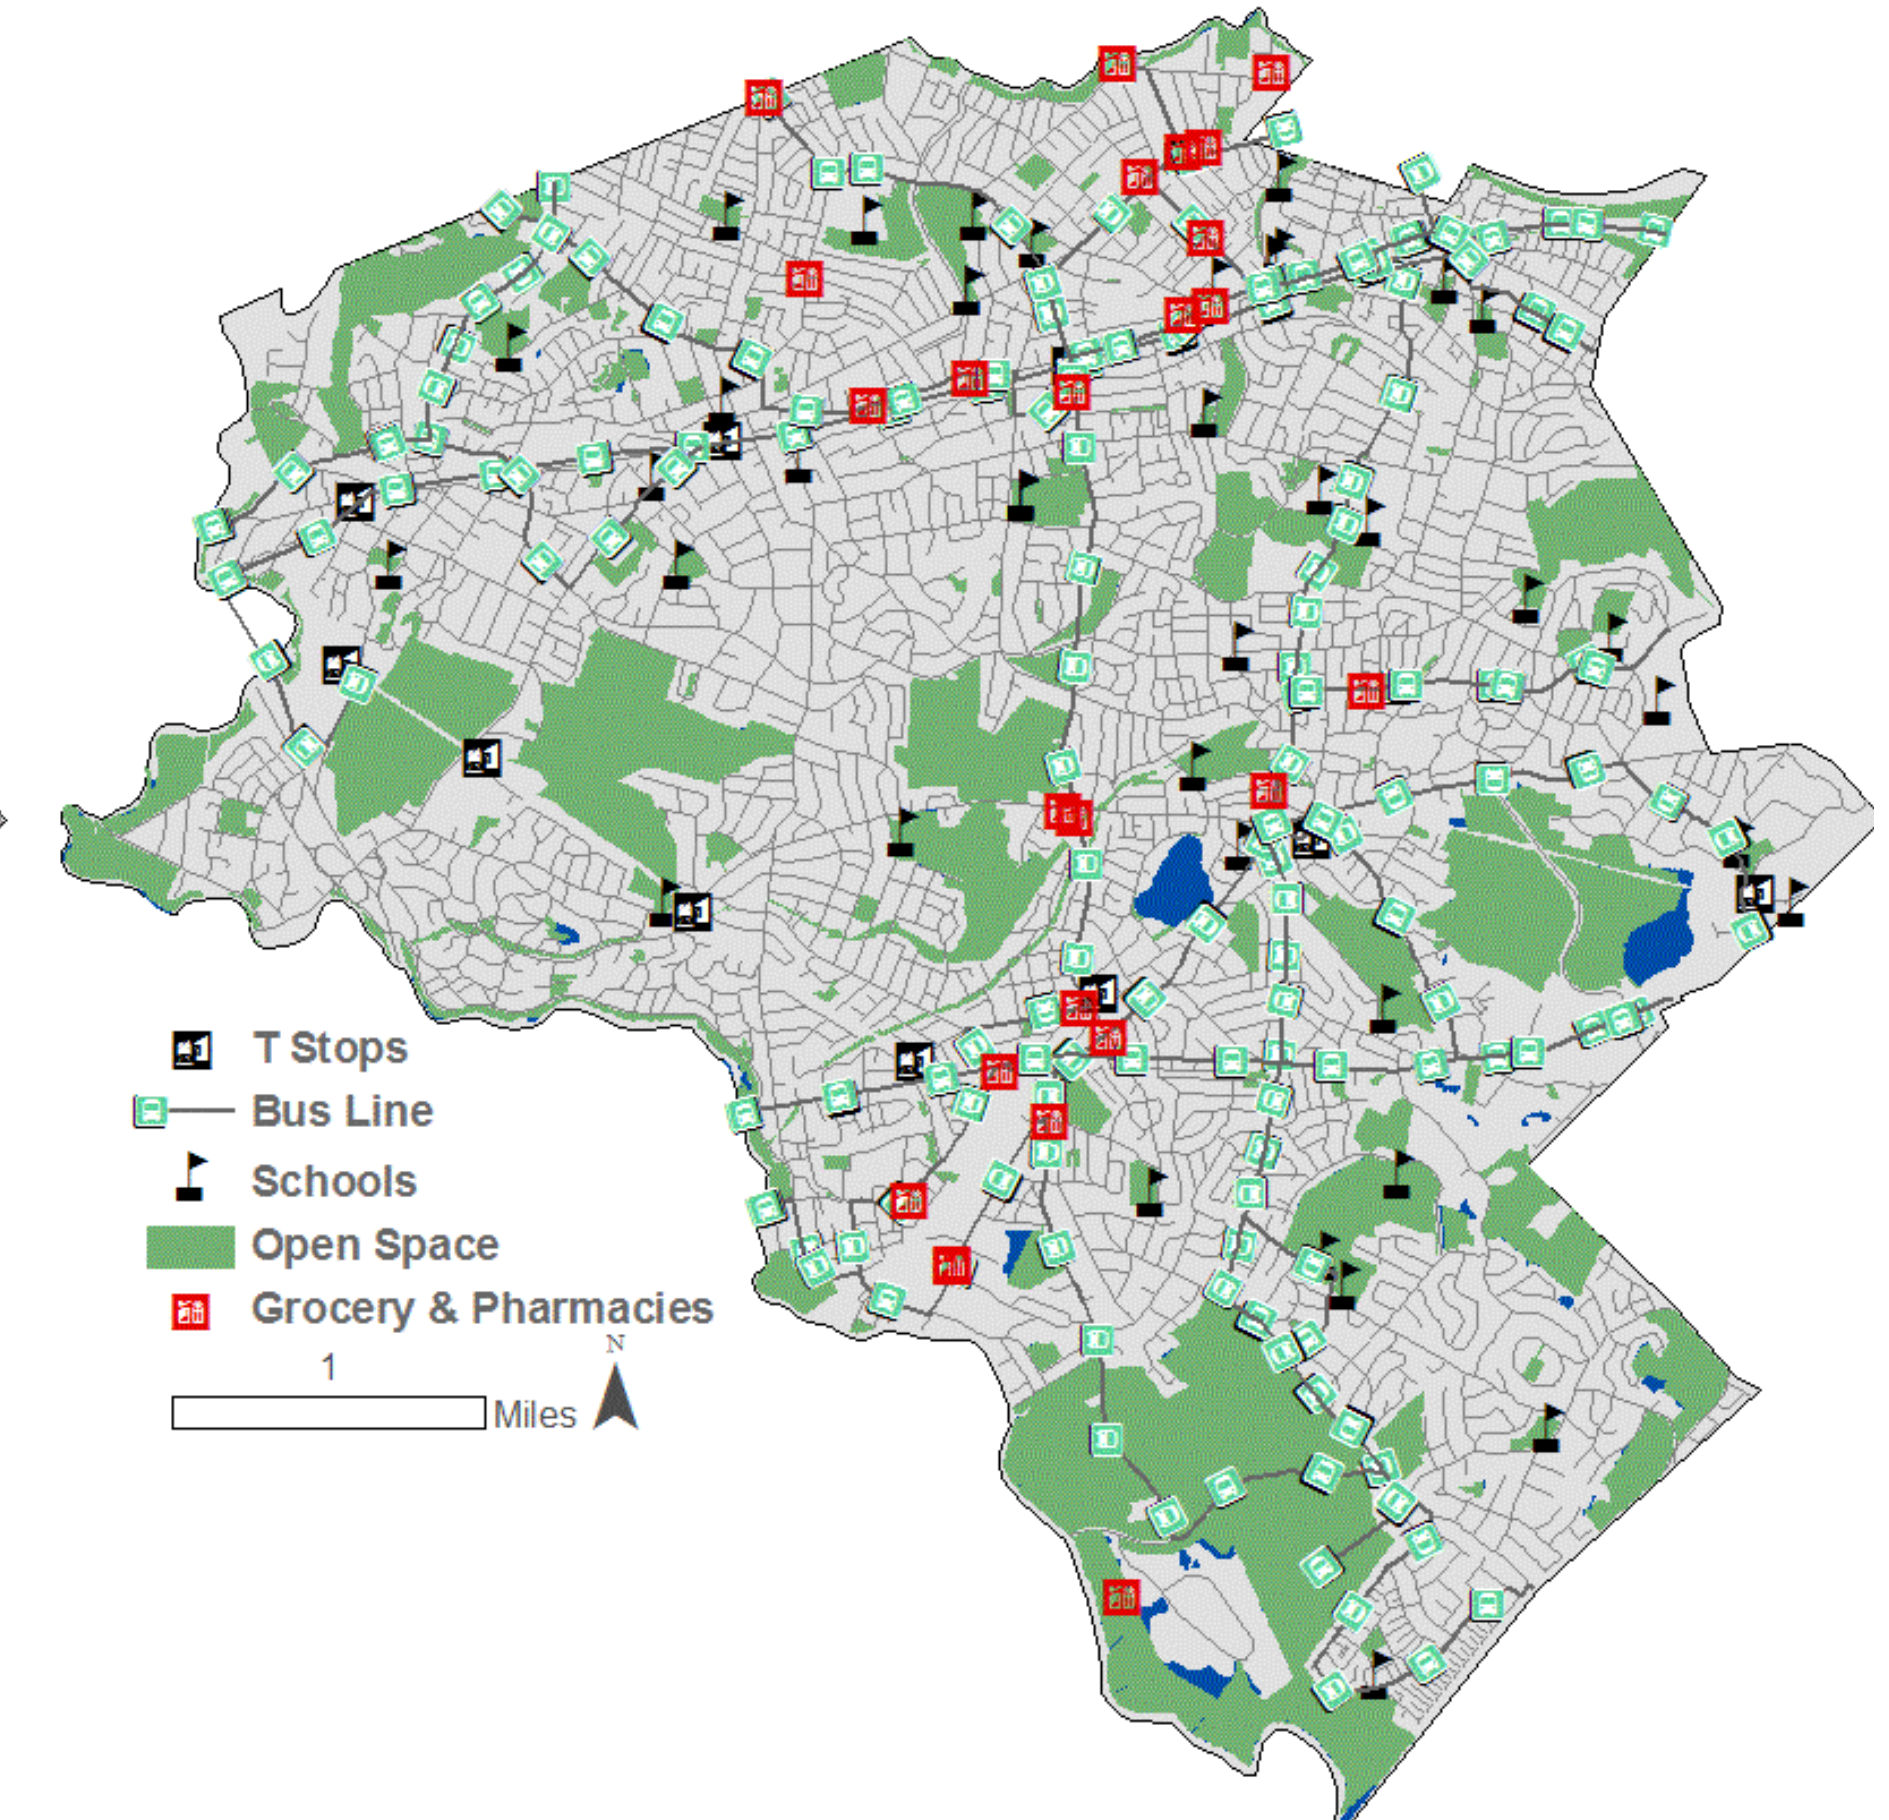 T Stops
Bus Line
Schools
Open Space
Grocery & Pharmacies
N
1
Miles